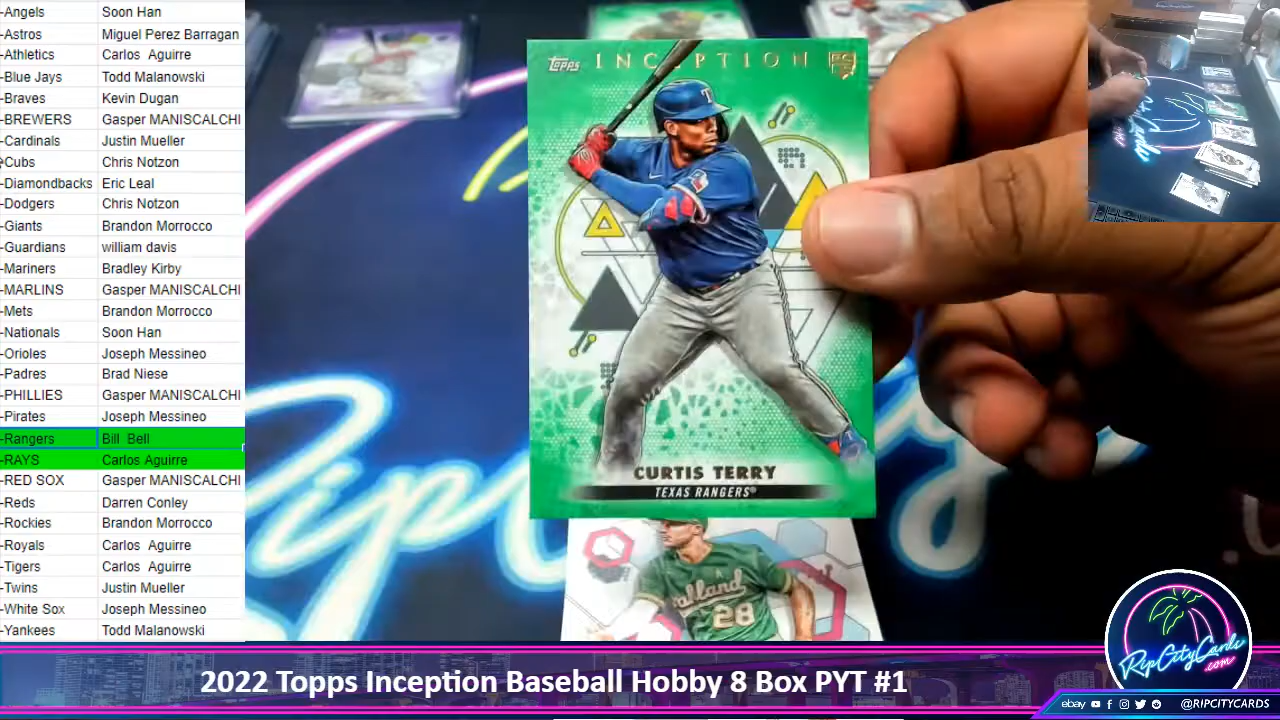 -Angels Soon Han
-Astros Miguel Perez Barragan
-Athletics Carlos Aguirre
-Blue Jays Todd Malanowski
-Braves Kevin Dugan
-BREWERS Gasper MANISCALCHI
-Cardinals Justin Mueller
-Cubs Chris Notzon
-Diamondbacks Eric Leal
-Dodgers Chris Notzon
-Giants Brandon Morrocco
-Guardians william davis
-Mariners Bradley Kirby
-MARLINS Gasper MANISCALCHI
-Mets Brandon Morrocco
-Nationals Soon Han
-Orioles Joseph Messineo
-Padres Brad Niese
-PHILLIES Gasper MANISCALCHI
-Pirates Joseph Messineo
-Rangers Bill Bell
-RAYS Carlos Aguirre
-RED SOX Gasper MANISCALCHI
-Reds Darren Conley
-Rockies Brandon Morrocco
-Royals Carlos Aguirre
-Tigers Carlos Aguirre
-Twins Justin Mueller
-White Sox Joseph Messineo
-Yankees Todd Malanowski
Topps INCEPTION RC
T
CURTIS TERRY
TEXAS RANGERS®
Oakland
28
RipCityCards
.com
2022 Topps Inception Baseball Hobby 8 Box PYT #1
ebay @RIPCITYCARDS